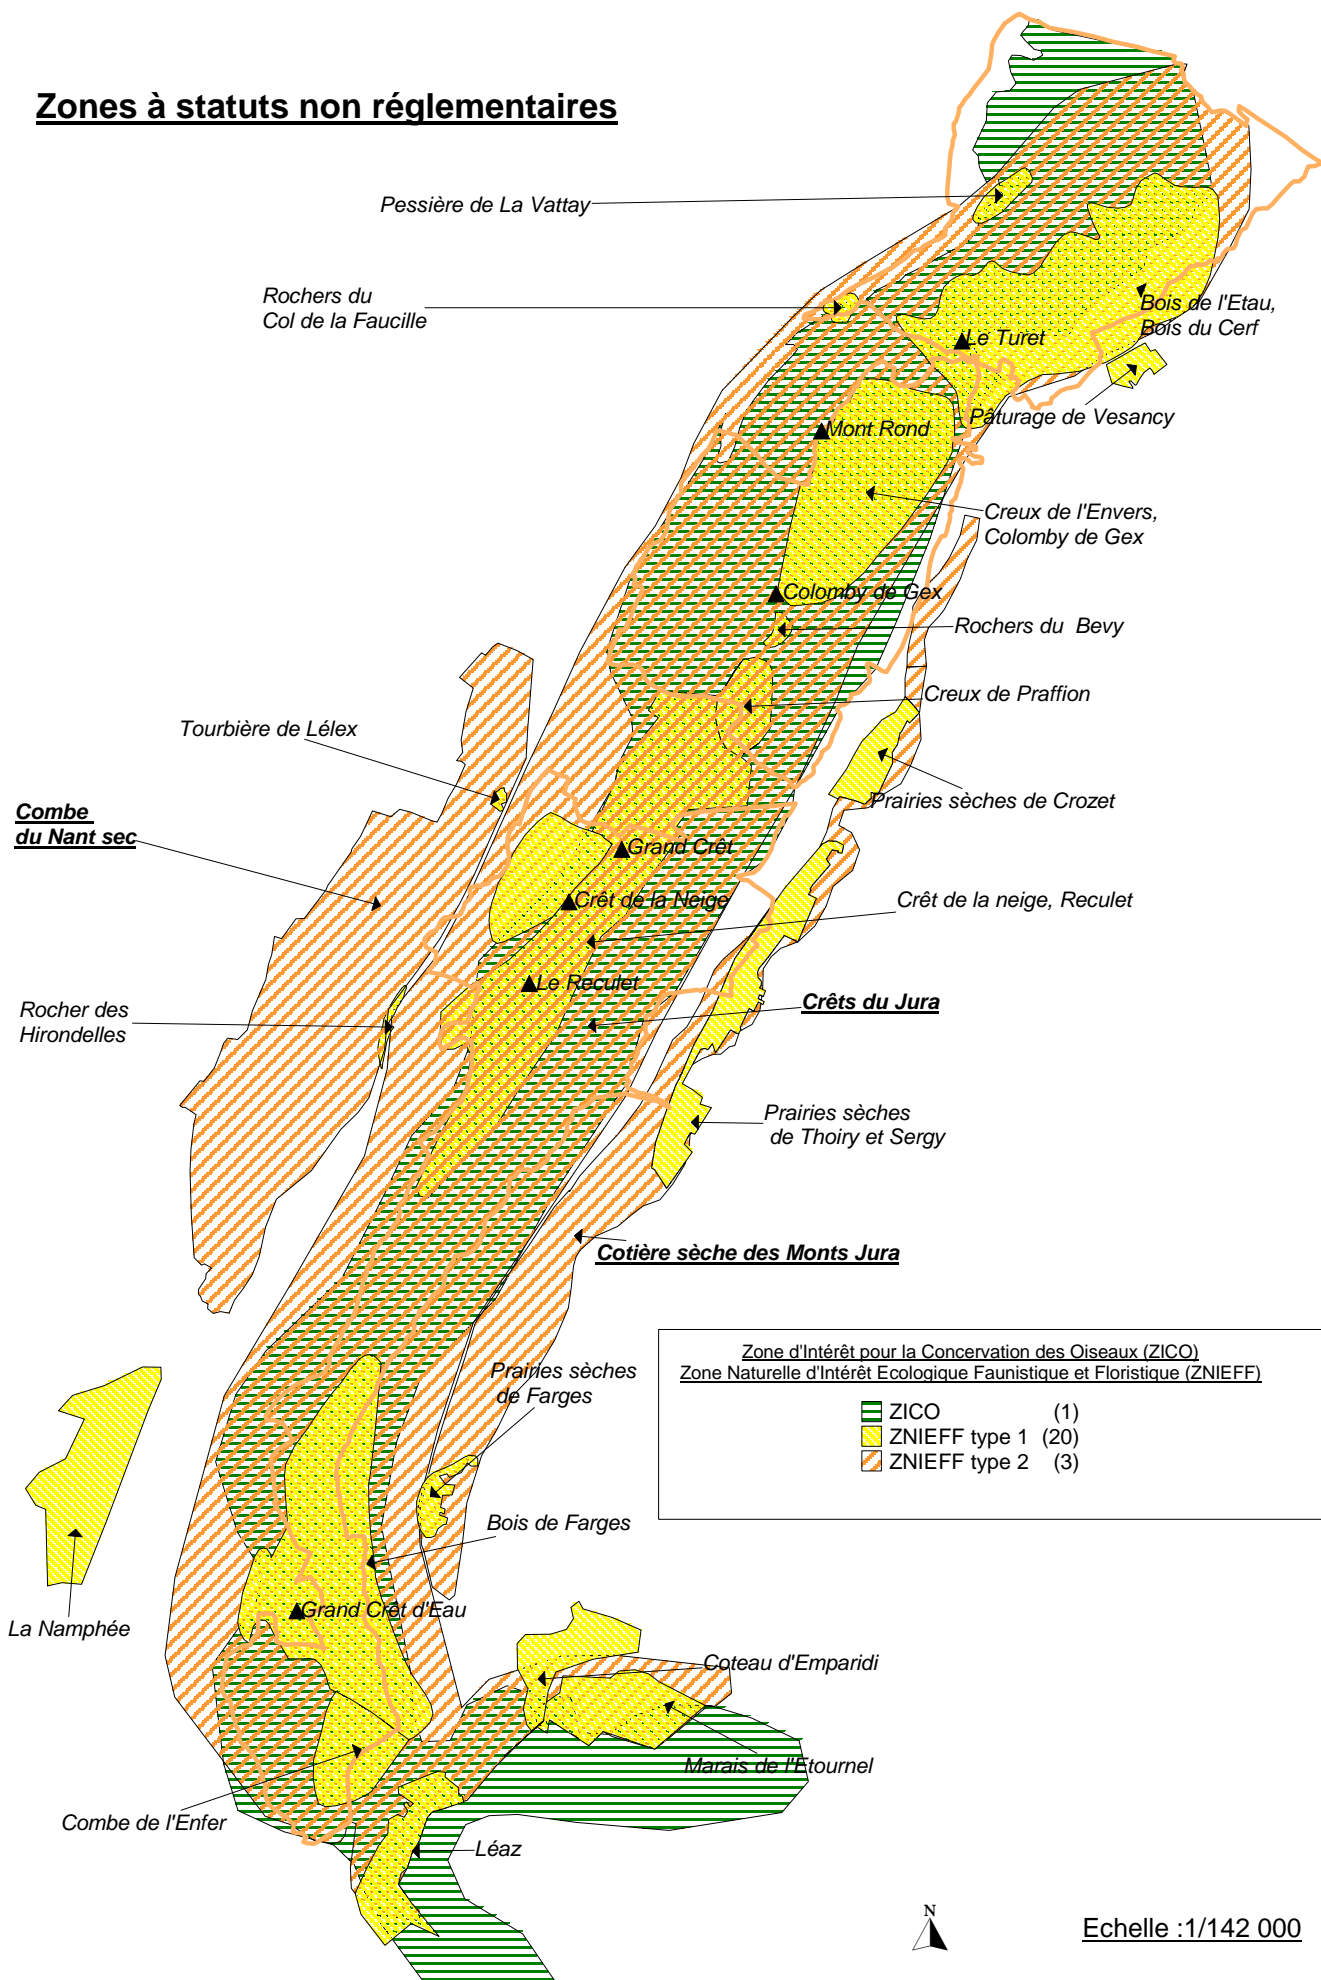 Zones à statuts non réglementaires
Pessière de La Vattay
Rochers du
Col de la Faucille
Bois de l'Etau,
Bois du Cerf
Le Turet
Pâturage de Vesancy
Mont Rond
Creux de l'Envers,
Colomby de Gex
Colomby de Gex
Rochers du Bevy
Creux de Praffion
Tourbière de Lélex
Prairies sèches de Crozet
Combe
du Nant sec
Grand Crêt
Crêt de la Neige
Crêt de la neige, Reculet
Le Reculet
Crêts du Jura
Rocher des
Hirondelles
Prairies sèches
de Thoiry et Sergy
Cotière sèche des Monts Jura
Zone d'Intérêt pour la Concervation des Oiseaux (ZICO)
Zone Naturelle d'Intérêt Ecologique Faunistique et Floristique (ZNIEFF)
ZICO (1)
ZNIEFF type 1 (20)
ZNIEFF type 2 (3)
Prairies sèches
de Farges
Bois de Farges
Grand Crêt d'Eau
La Namphée
Coteau d'Emparidi
Marais de l'Etournel
Combe de l'Enfer
Léaz
N
Echelle :1/142 000